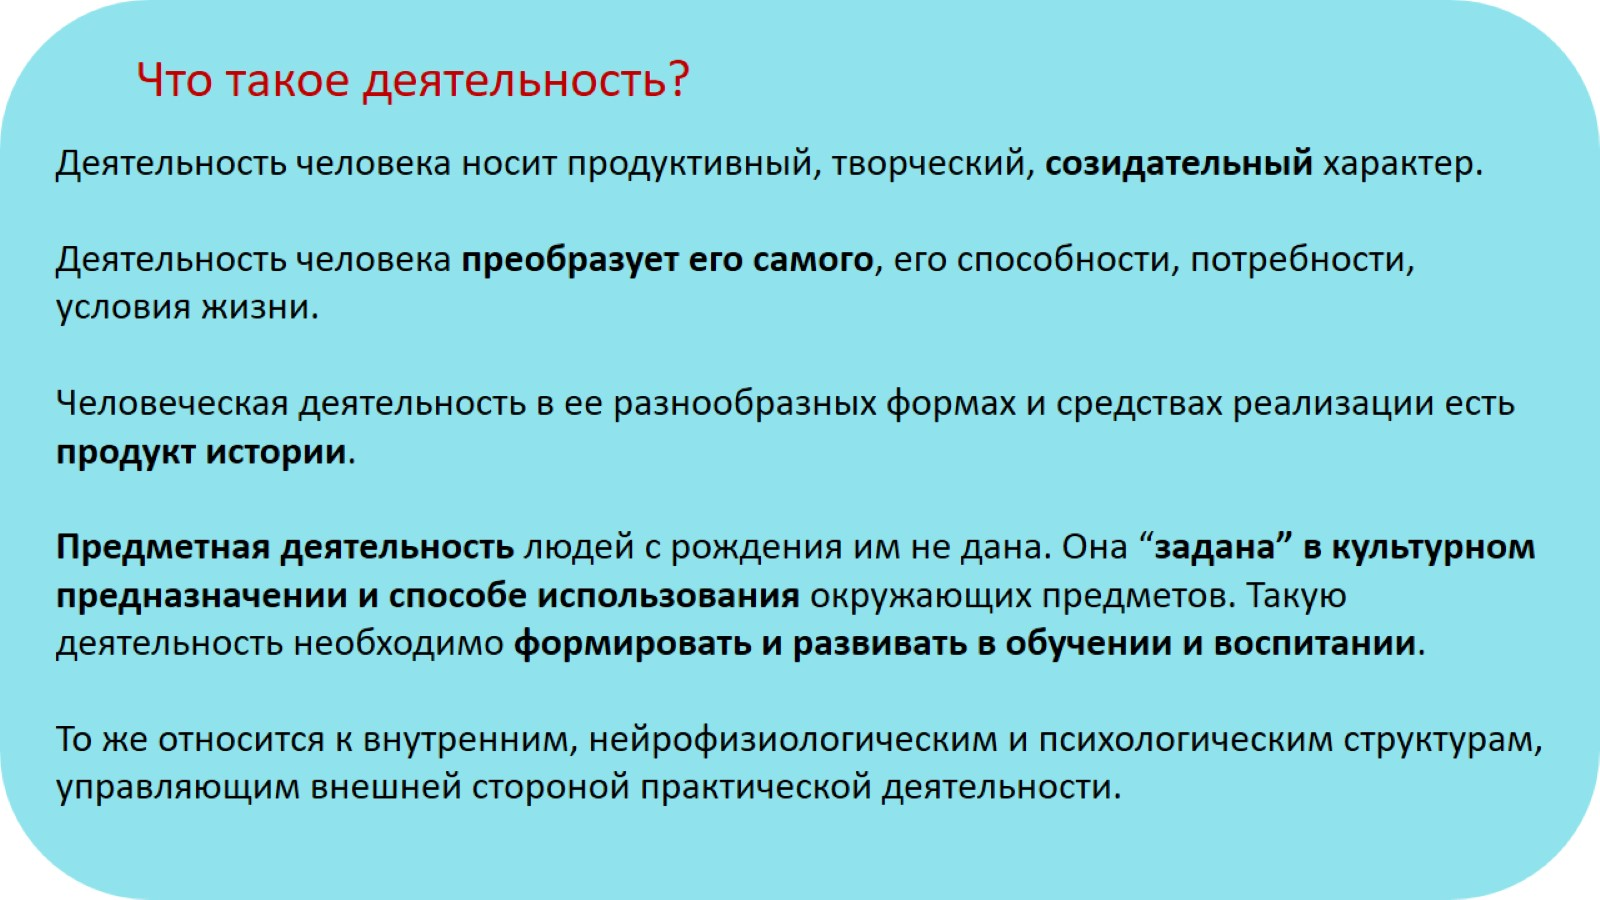 Что такое деятельность?
Деятельность человека носит продуктивный, творческий, созидательный характер.
Деятельность человека преобразует его самого, его способности, потребности,
условия жизни.
Человеческая деятельность в ее разнообразных формах и средствах реализации есть
продукт истории.
Предметная деятельность людей с рождения им не дана. Она “задана” в культурном
предназначении и способе использования окружающих предметов. Такую
деятельность необходимо формировать и развивать в обучении и воспитании.
То же относится к внутренним, нейрофизиологическим и психологическим структурам,
управляющим внешней стороной практической деятельности.